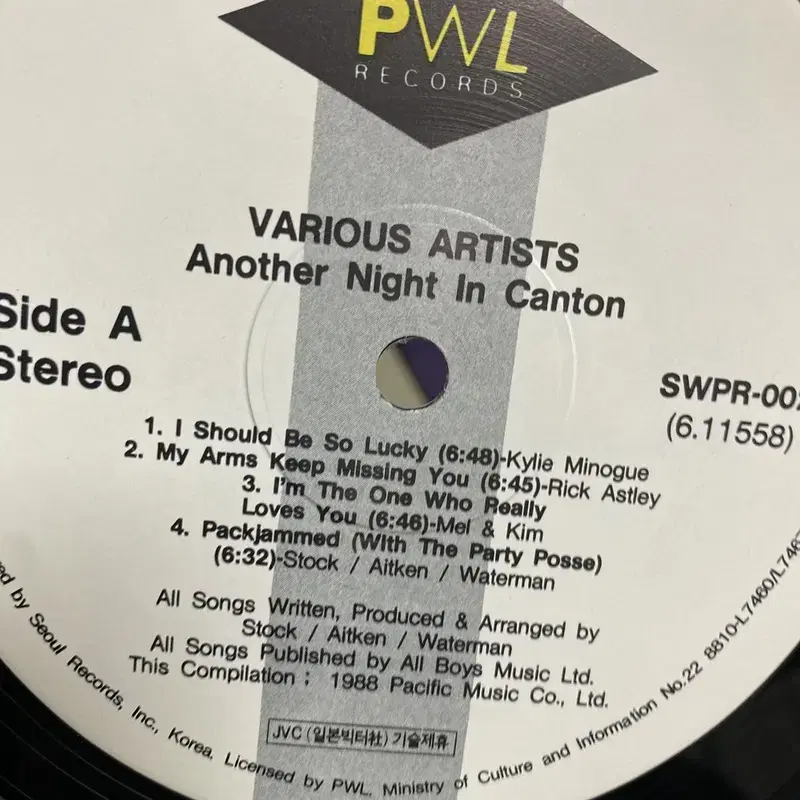 PWL
RECORDS
VARIOUS ARTISTS
Another Night In Canton
Side A
Stereo
SWPR-00
(6.11558)
1. I Should Be So Lucky (6:48)-Kylie Minogue
2. My Arms Keep Missing You (6:45)-Rick Astley
3. I'm The One Who Really
Loves You (6:46)-Mel & Kim
4. Packjammed (With The Party Posse)
(6:32)-Stock / Aitken / Waterman
All Songs Written, Produced & Arranged by
Stock / Aitken / Waterman
All Songs Published by All Boys Music Ltd.
This Compilation ; 1988 Pacific Music Co., Ltd.
JVC (일본빅터社) 기술제휴
by Seoul Records, Inc., Korea. Licensed by PWL. Ministry of Culture and Information No.22 8810-L7460/L746